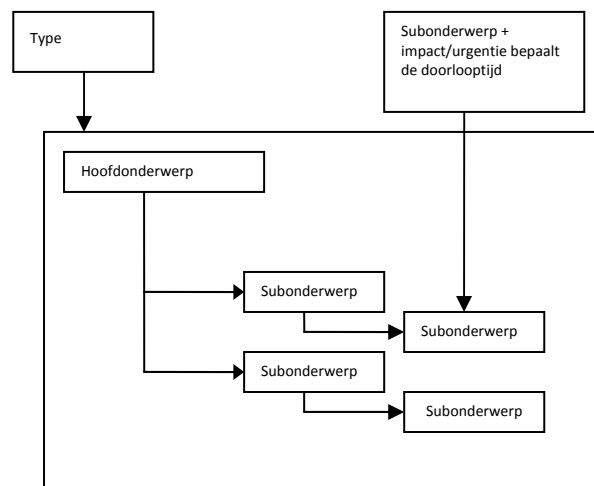 Type
Subonderwerp +
impact/urgentie bepaalt
de doorlooptijd
Hoofdonderwerp
Subonderwerp
Subonderwerp
Subonderwerp
Subonderwerp